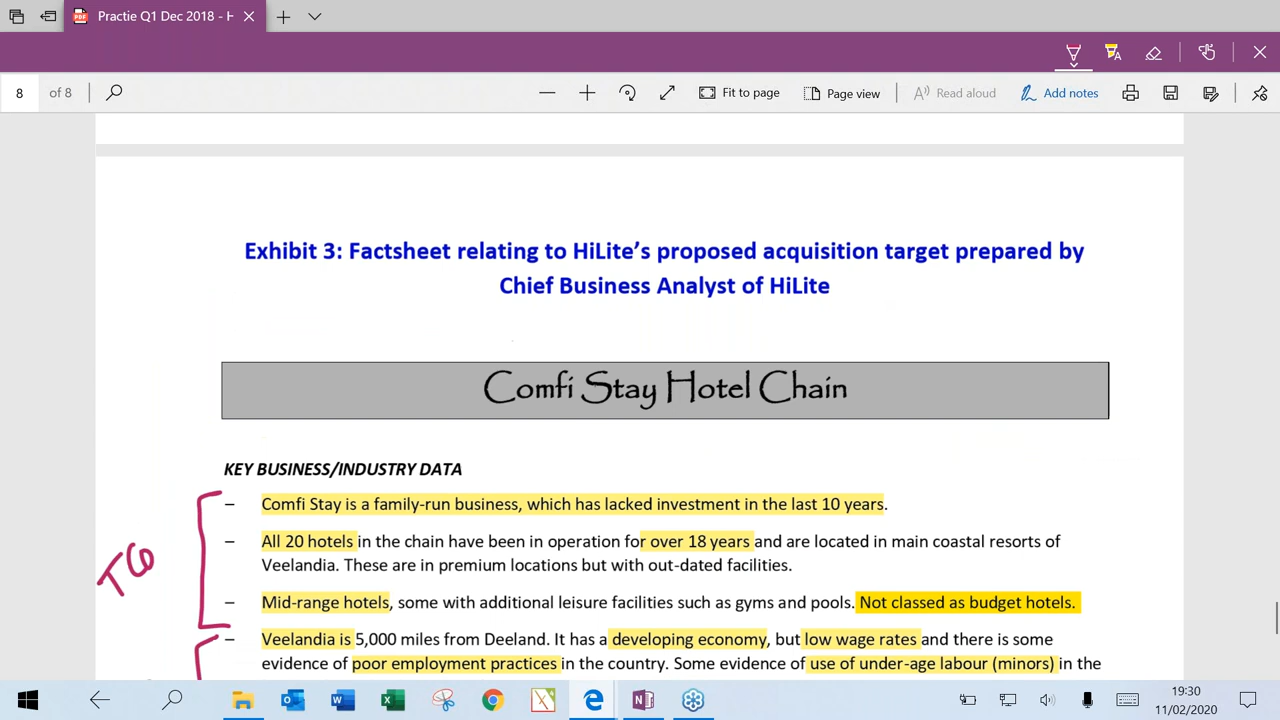 Practie Q1 Dec 2018 - H
8 of 8
Fit to page
Page view
Read aloud
Add notes
Exhibit 3: Factsheet relating to HiLite's proposed acquisition target prepared by
Chief Business Analyst of HiLite
Comfi Stay Hotel Chain
KEY BUSINESS/INDUSTRY DATA
– Comfi Stay is a family-run business, which has lacked investment in the last 10 years.
– All 20 hotels in the chain have been in operation for over 18 years and are located in main coastal resorts of
Veelandia. These are in premium locations but with out-dated facilities.
– Mid-range hotels, some with additional leisure facilities such as gyms and pools. Not classed as budget hotels.
– Veelandia is 5,000 miles from Deeland. It has a developing economy, but low wage rates and there is some
evidence of poor employment practices in the country. Some evidence of use of under-age labour (minors) in the
19:30
11/02/2020